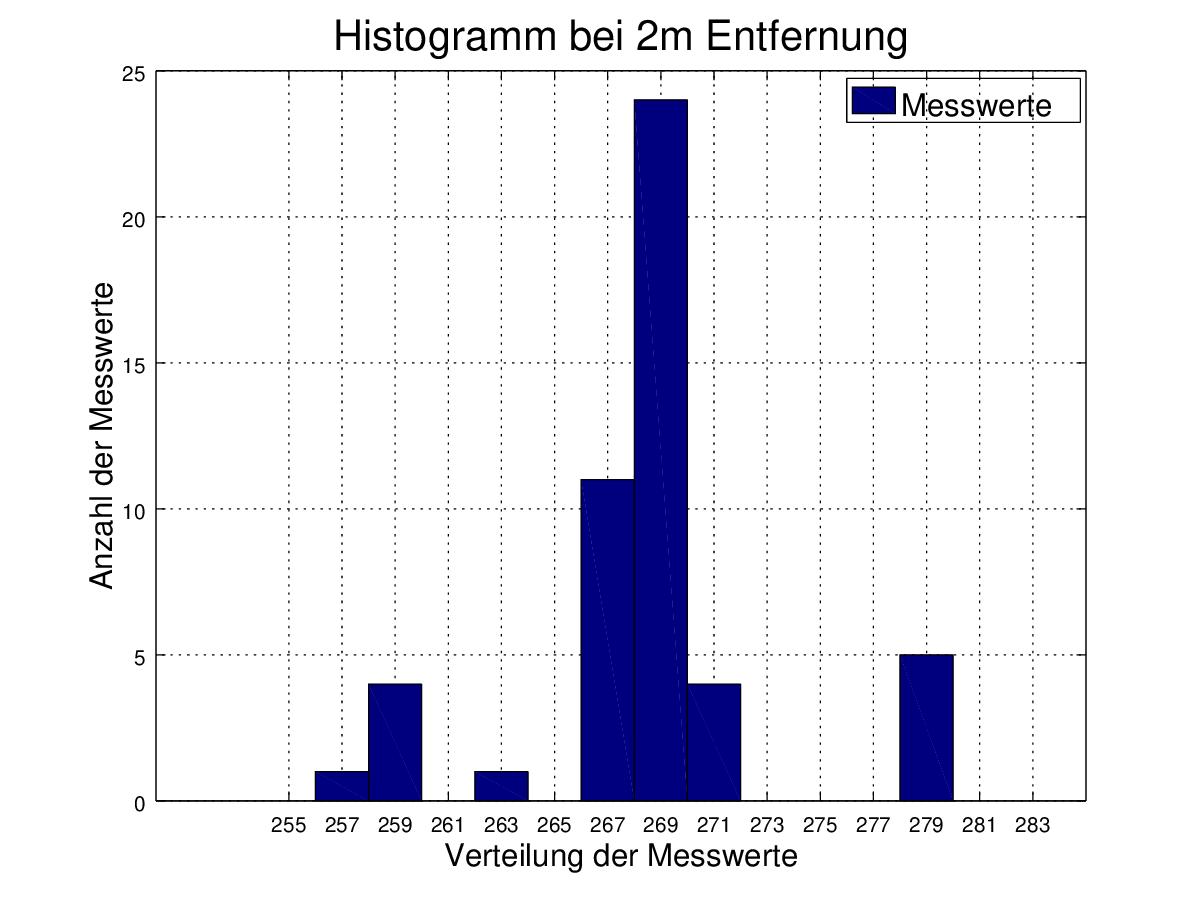 Histogramm bei 2m Entfernung
Messwerte
Anzahl der Messwerte
25
20
15
10
5
0
255 257 259 261 263 265 267 269 271 273 275 277 279 281 283
Verteilung der Messwerte